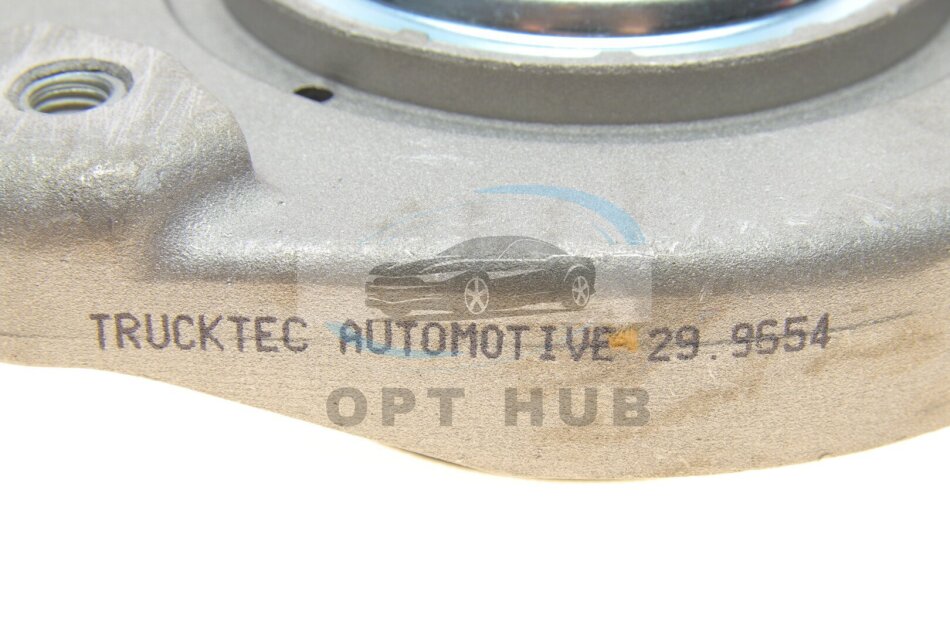 TRUCKTEC AUTOMOTIVE 29.9654
OPT HUB